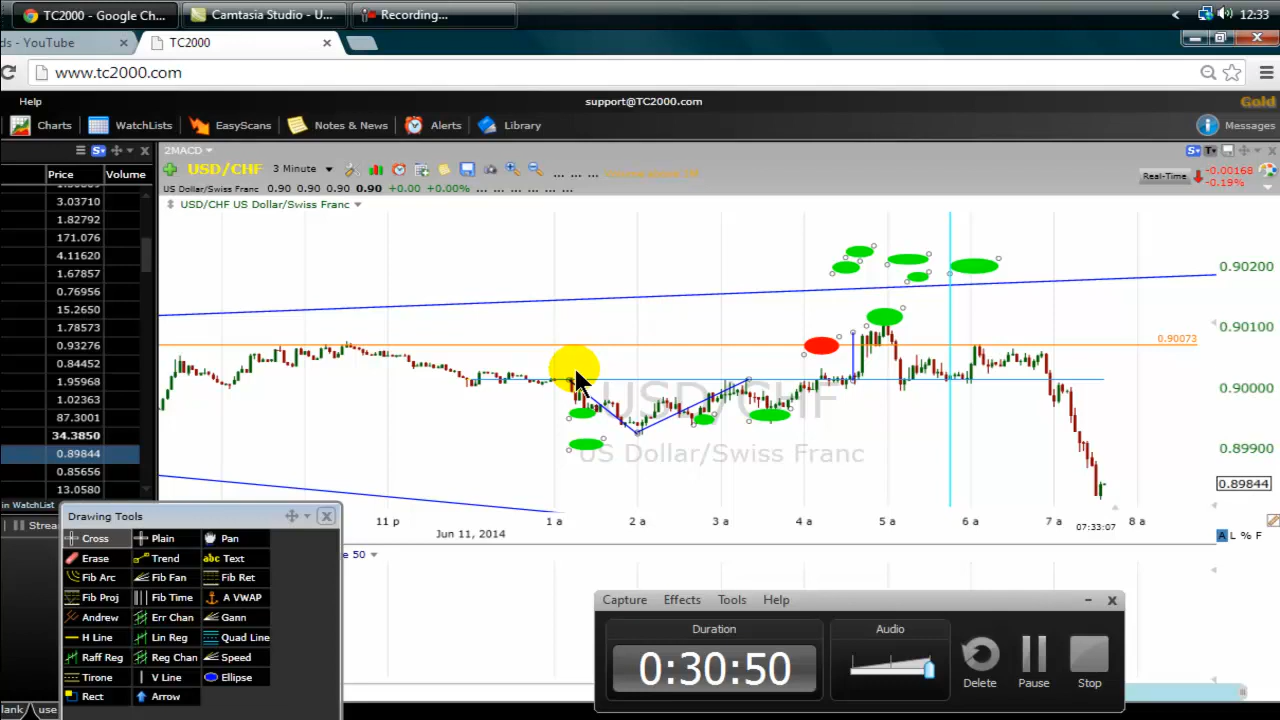 TC2000 - Google Ch...
Camtasia Studio - U...
Recording...
12:33
ds - YouTube
TC2000
www.tc2000.com
Help
support@TC2000.com
Gold
Charts
WatchLists
EasyScans
Notes & News
Alerts
Library
Messages
2MACD
Price
Volume
USD/CHF
3 Minute
... ... ...
Real-Time
-0.00168
-0.19%
US Dollar/Swiss Franc 0.90 0.90 0.90 0.90 +0.00 +0.00% ... ... ... ... ...
USD/CHF US Dollar/Swiss Franc
3.03710
1.82792
171.076
4.11620
1.67857
0.76956
15.2650
1.78573
0.93276
0.84452
1.95968
1.02363
87.3001
34.3850
0.89844
0.85656
13.0580
0.90200
0.90100
0.90073
0.90000
0.89900
0.89844
USD/CHF
US Dollar/Swiss Franc
in WatchList
Strea
11 p
1 a
2 a
3 a
4 a
5 a
6 a
7 a
8 a
07:33:07
Jun 11, 2014
A L % F
e 50
Drawing Tools
Cross
Plain
Pan
Erase
Trend
abc Text
Fib Arc
Fib Fan
Fib Ret
Fib Proj
Fib Time
A VWAP
Andrew
Err Chan
Gann
H Line
Lin Reg
Quad Line
Raff Reg
Reg Chan
Speed
Tirone
V Line
Ellipse
Rect
Arrow
Capture
Effects
Tools
Help
Duration
0:30:50
Audio
Delete
Pause
Stop
lank
use